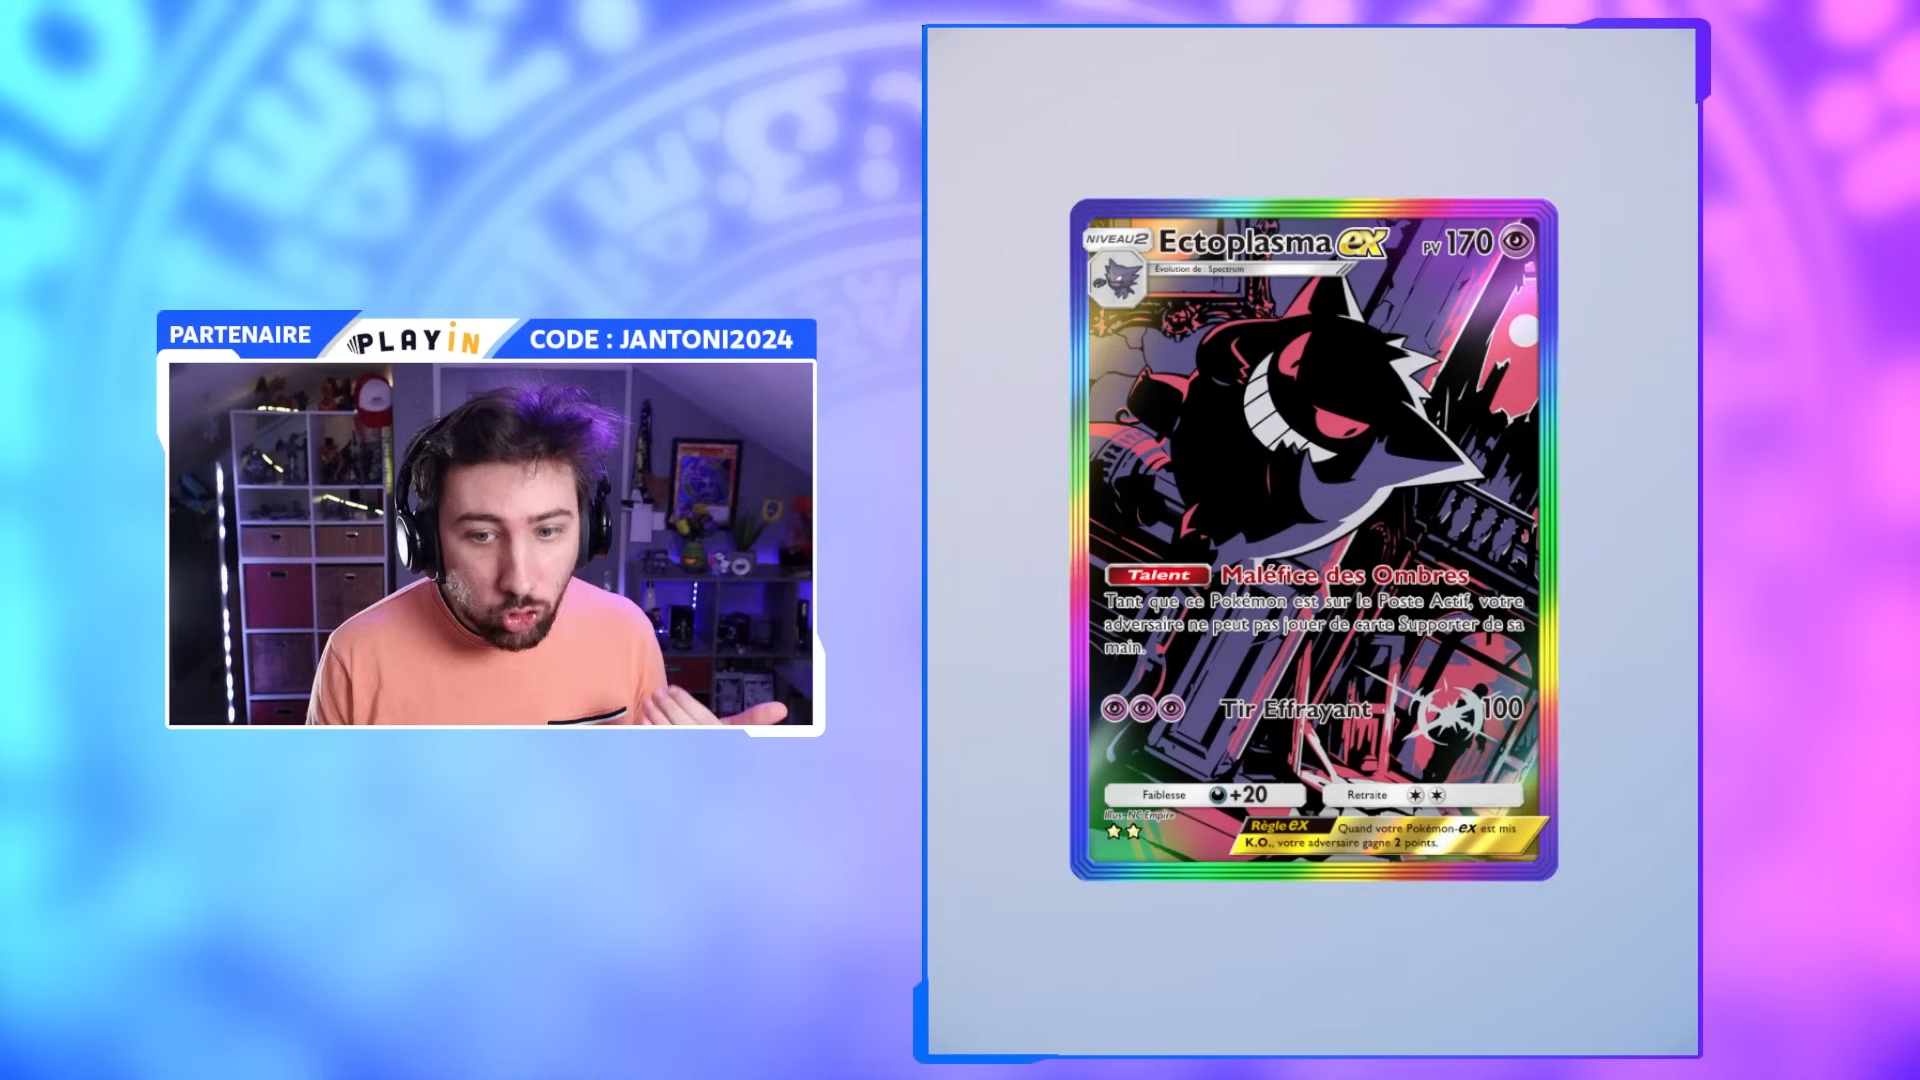 PARTENAIRE
PLAYiN
CODE : JANTONI2024
NIVEAU2
Ectoplasma ex
PV 170
Évolution de : Spectrum
Talent Maléfice des Ombres
Tant que ce Pokémon est sur le Poste Actif, votre
adversaire ne peut pas jouer de carte Supporter de sa
main.
Tir Effrayant 100
Faiblesse +20
Retraite
Illus. NC Empire
Règle ex Quand votre Pokémon-ex est mis
K.O., votre adversaire gagne 2 points.